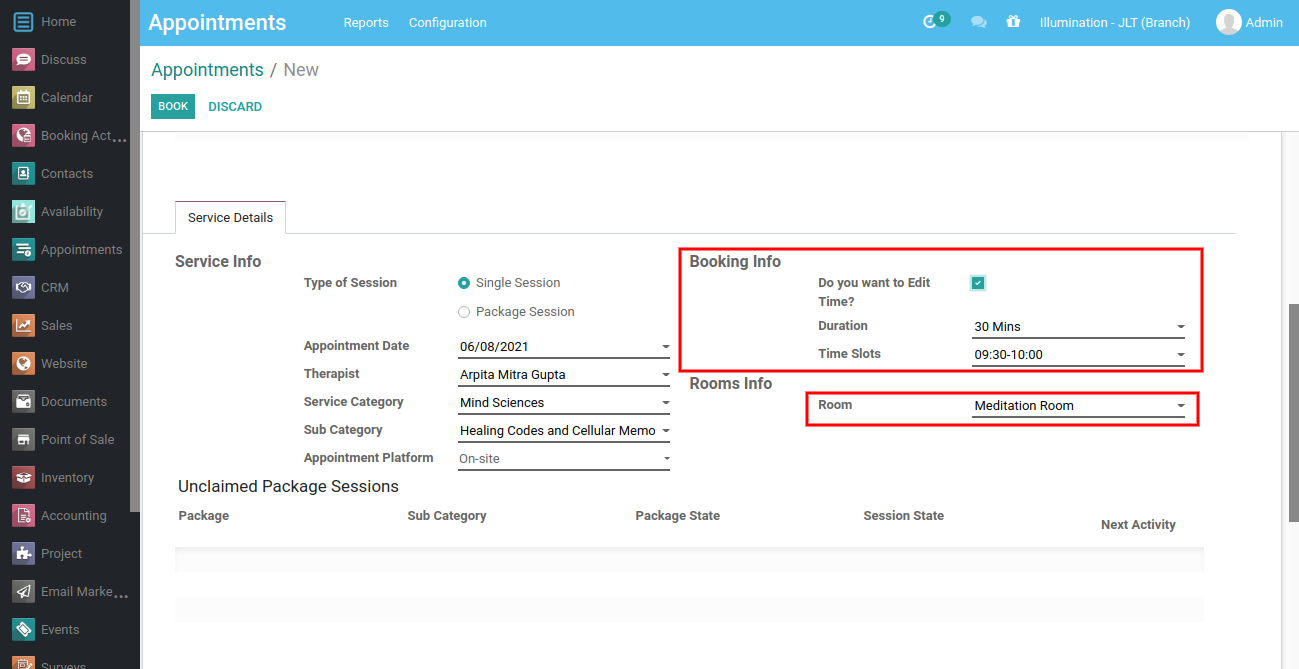 Home
Discuss
Calendar
Booking Act...
Contacts
Availability
Appointments
CRM
Sales
Website
Documents
Point of Sale
Inventory
Accounting
Project
Email Marke...
Events
Surveys
Appointments
Reports
Configuration
9
Illumination - JLT (Branch)
Admin
Appointments / New
BOOK
DISCARD
Service Details
Service Info
Type of Session
Single Session
Package Session
Appointment Date
06/08/2021
Therapist
Arpita Mitra Gupta
Service Category
Mind Sciences
Sub Category
Healing Codes and Cellular Memo
Appointment Platform
On-site
Booking Info
Do you want to Edit
Time?
Duration
30 Mins
Time Slots
09:30-10:00
Rooms Info
Room
Meditation Room
Unclaimed Package Sessions
Package
Sub Category
Package State
Session State
Next Activity